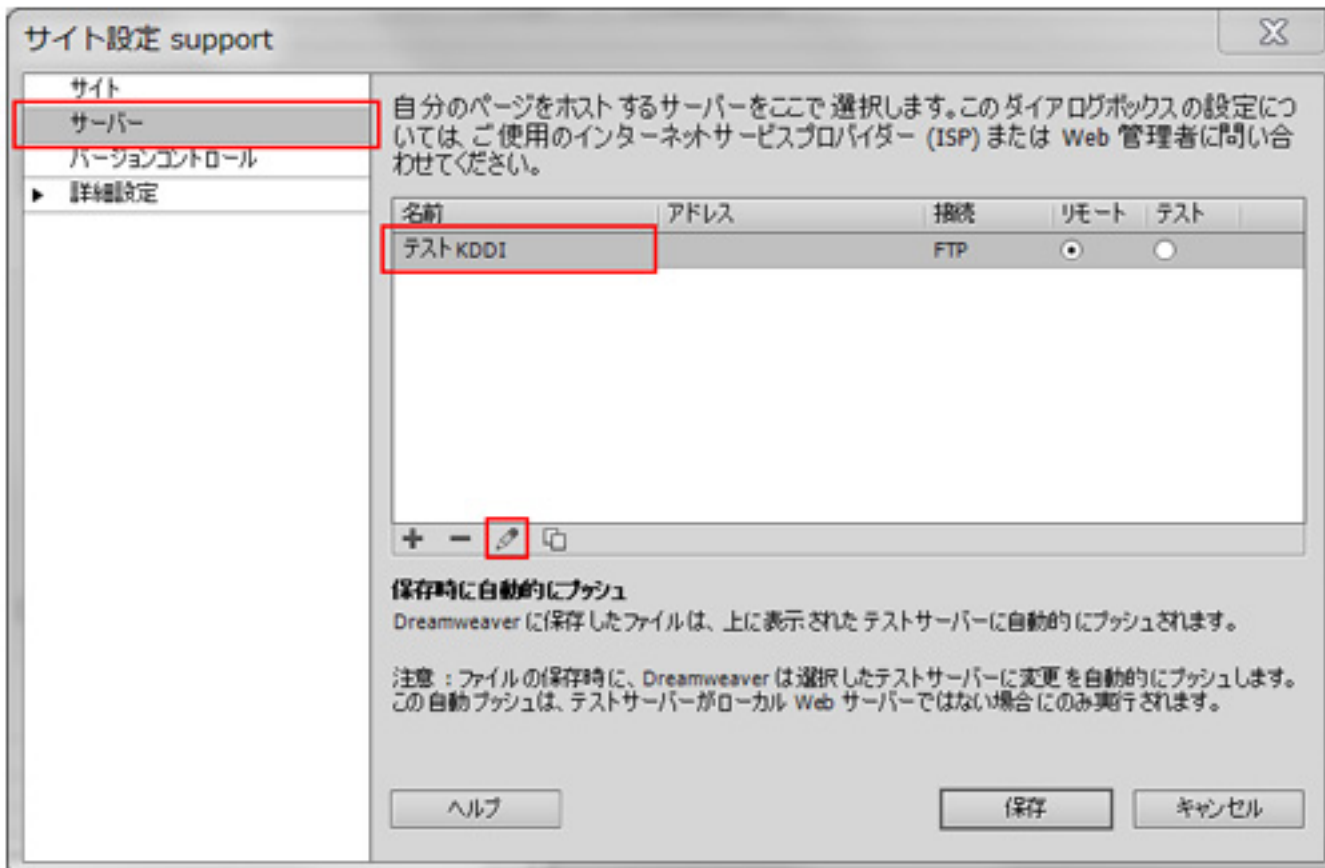 サイト設定 support
サイト
サーバー
バージョンコントロール
詳細設定
自分のページをホストするサーバーをここで選択します。このダイアログボックスの設定につ
いては、ご使用のインターネットサービスプロバイダー (ISP) または Web 管理者に問い合
わせてください。
名前 アドレス 接続 リモート テスト
テストKDDI FTP
保存時に自動的にプッシュ
Dreamweaver に保存したファイルは、上に表示されたテストサーバーに自動的にプッシュされます。
注意 : ファイルの保存時に、Dreamweaver は選択したテストサーバーに変更を自動的にプッシュします。
この自動プッシュは、テストサーバーがローカル Web サーバーではない場合にのみ実行されます。
ヘルプ 保存 キャンセル